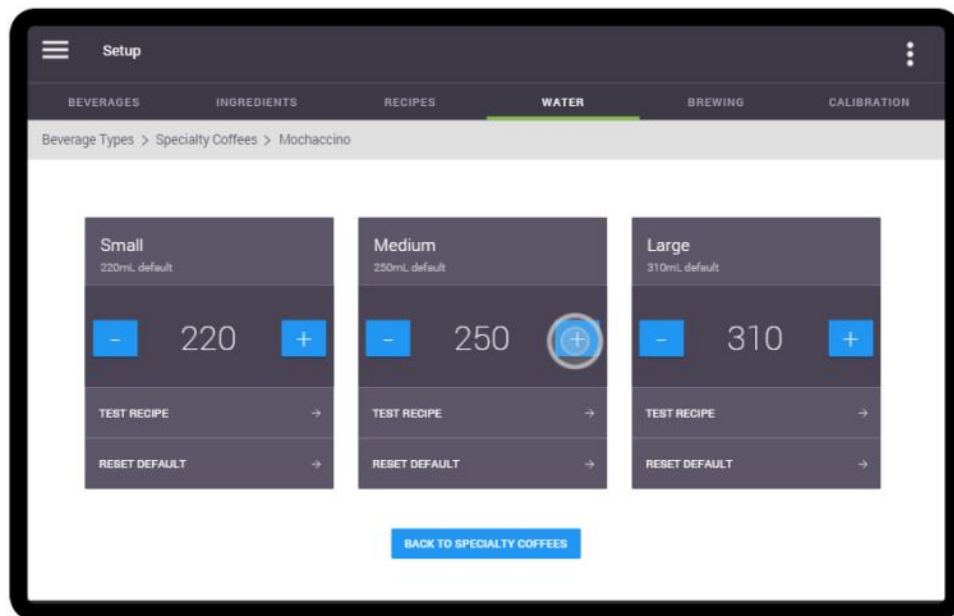 Setup
BEVERAGES INGREDIENTS RECIPES WATER BREWING CALIBRATION
Beverage Types > Specialty Coffees > Mochaccino
Small
220mL default
- 220 +
TEST RECIPE →
RESET DEFAULT →
Medium
250mL default
- 250 +
TEST RECIPE →
RESET DEFAULT →
Large
310mL default
- 310 +
TEST RECIPE →
RESET DEFAULT →
BACK TO SPECIALTY COFFEES